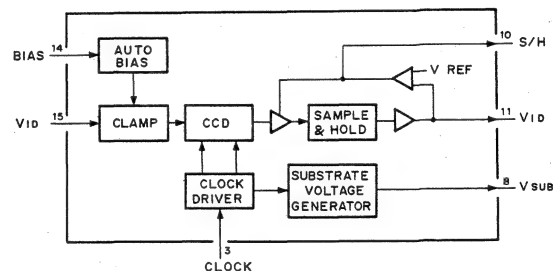 BIAS 14
AUTO
BIAS
10 S/H
V REF
VID 15
CLAMP
CCD
SAMPLE
& HOLD
11 VID
CLOCK
DRIVER
SUBSTRATE
VOLTAGE
GENERATOR
8 VSUB
3
CLOCK